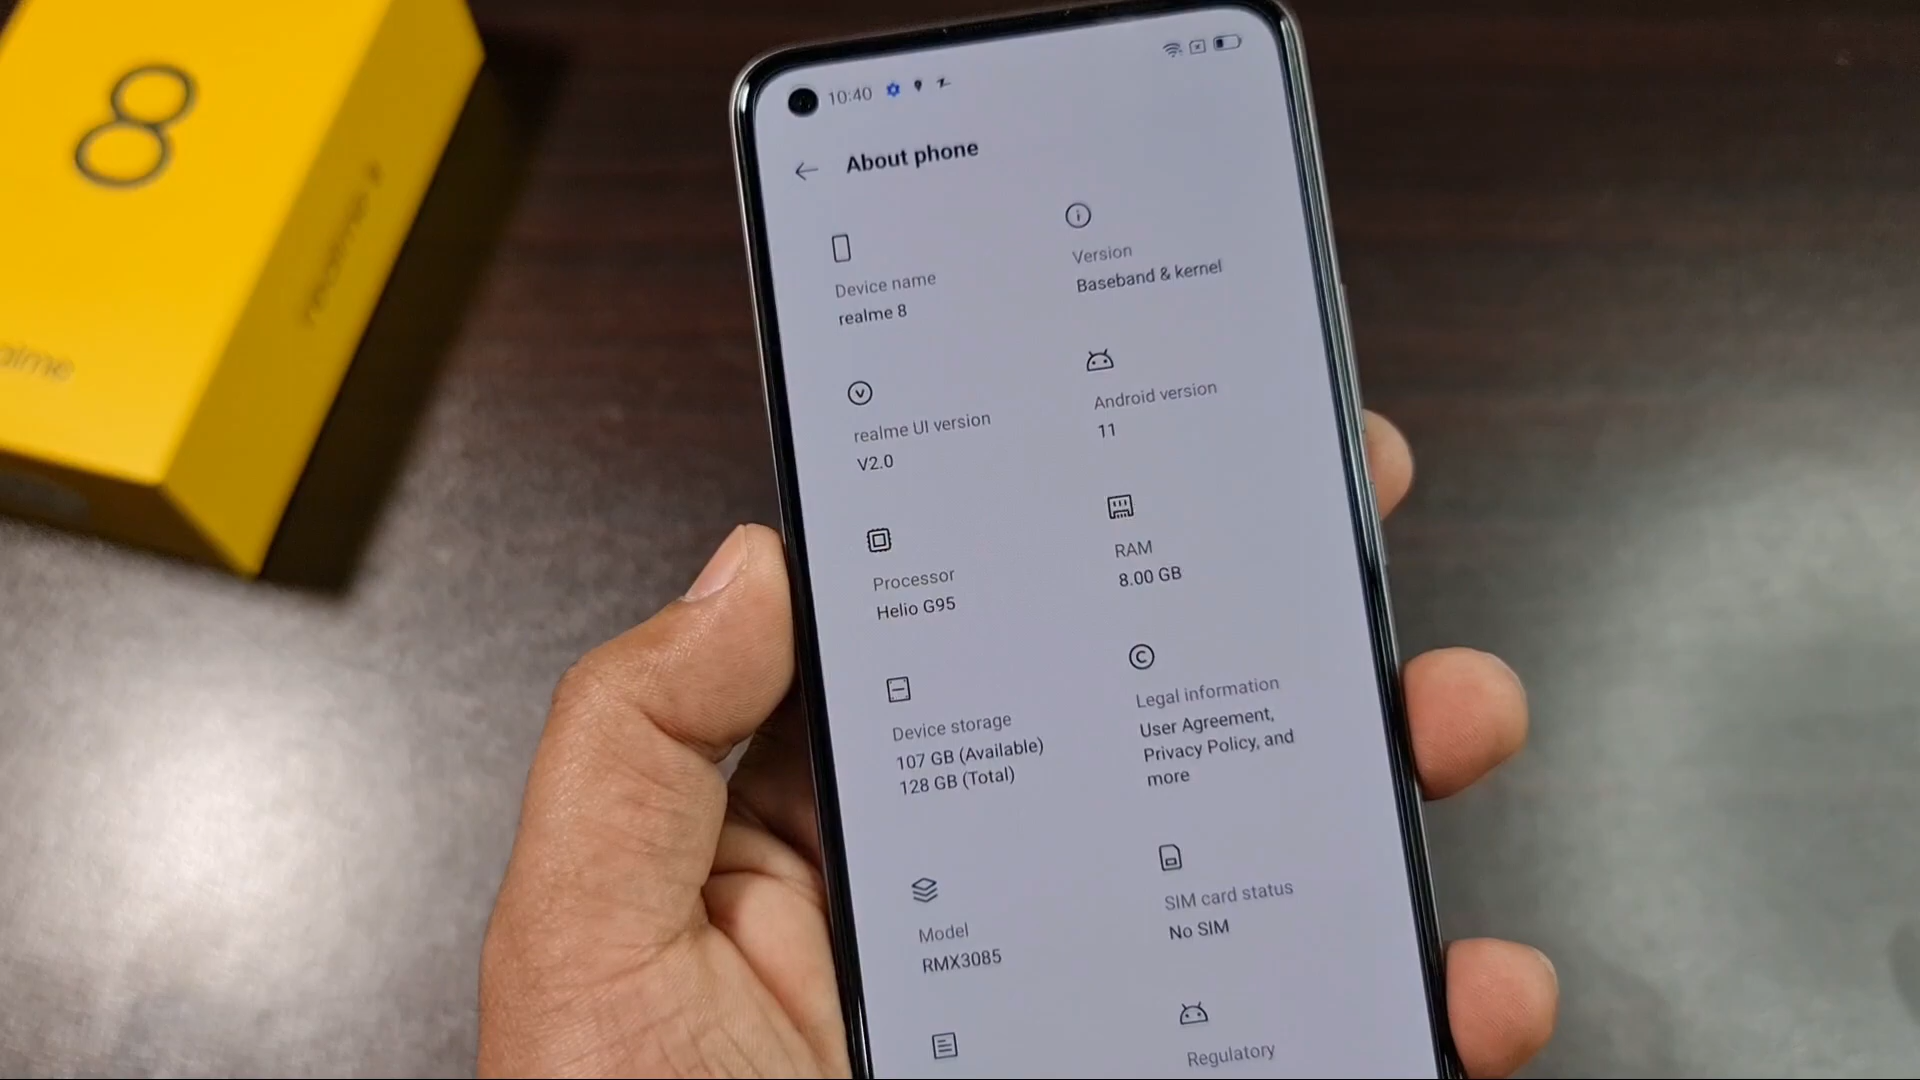 8
realme 8
10:40
About phone
Device name
realme 8
Version
Baseband & kernel
realme UI version
V2.0
Android version
11
Processor
Helio G95
RAM
8.00 GB
Device storage
107 GB (Available)
128 GB (Total)
Legal information
User Agreement,
Privacy Policy, and
more
Model
RMX3085
SIM card status
No SIM
Regulatory